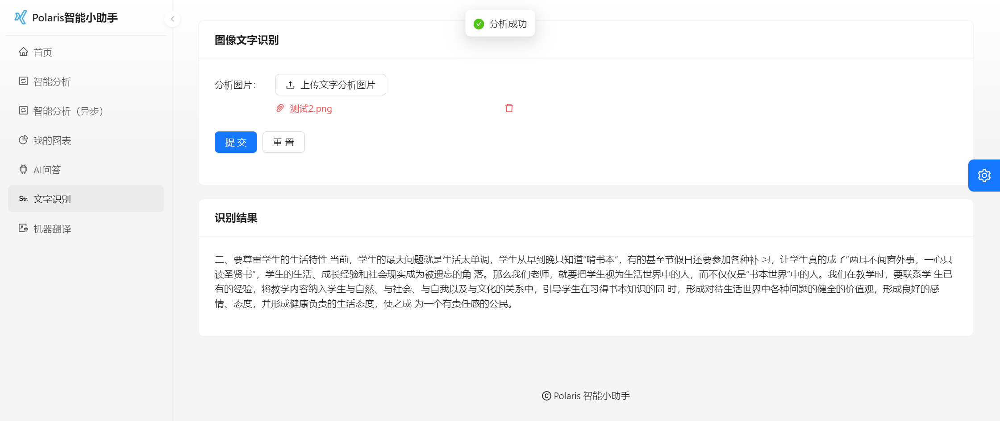 Polaris智能小助手
首页
智能分析
智能分析（异步）
我的图表
AI问答
Str. 文字识别
机器翻译
分析成功
图像文字识别
分析图片：
上传文字分析图片
测试2.png
提 交
重 置
识别结果
二、要尊重学生的生活特性 当前，学生的最大问题就是生活太单调，学生从早到晚只知道“啃书本”，有的甚至节假日还要参加各种补 习，让学生真的成了“两耳不闻窗外事，一心只
读圣贤书”，学生的生活、成长经验和社会现实成为被遗忘的角 落。那么我们老师，就要把学生视为生活世界中的人，而不仅仅是“书本世界”中的人。我们在教学时，要联系学 生已
有的经验，将教学内容纳入学生与自然、与社会、与自我以及与文化的关系中，引导学生在习得书本知识的同 时，形成对待生活世界中各种问题的健全的价值观，形成良好的感
情、态度，并形成健康负责的生活态度，使之成 为一个有责任感的公民。
© Polaris 智能小助手